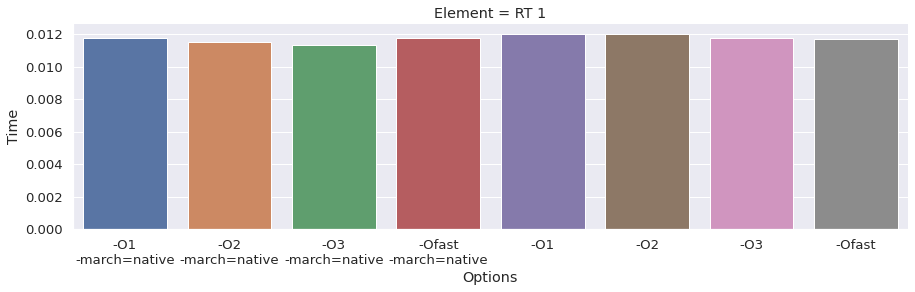 Element = RT 1
Time
0.012
0.010
0.008
0.006
0.004
0.002
0.000
-O1
-march=native
-O2
-march=native
-O3
-march=native
-Ofast
-march=native
-O1
-O2
-O3
-Ofast
Options